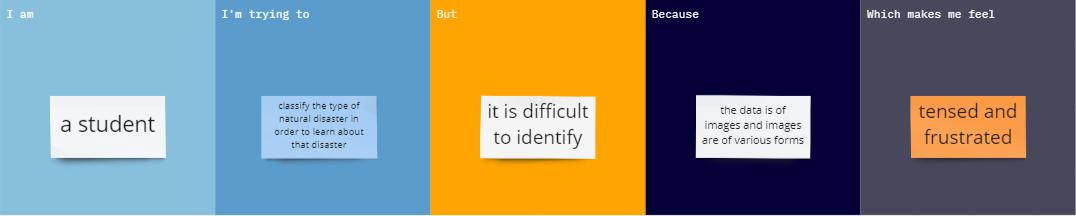 I am
a student
I'm trying to
classify the type of
natural disaster in
order to learn about
that disaster
But
it is difficult
to identify
Because
the data is of
images and images
are of various forms
Which makes me feel
tensed and
frustrated